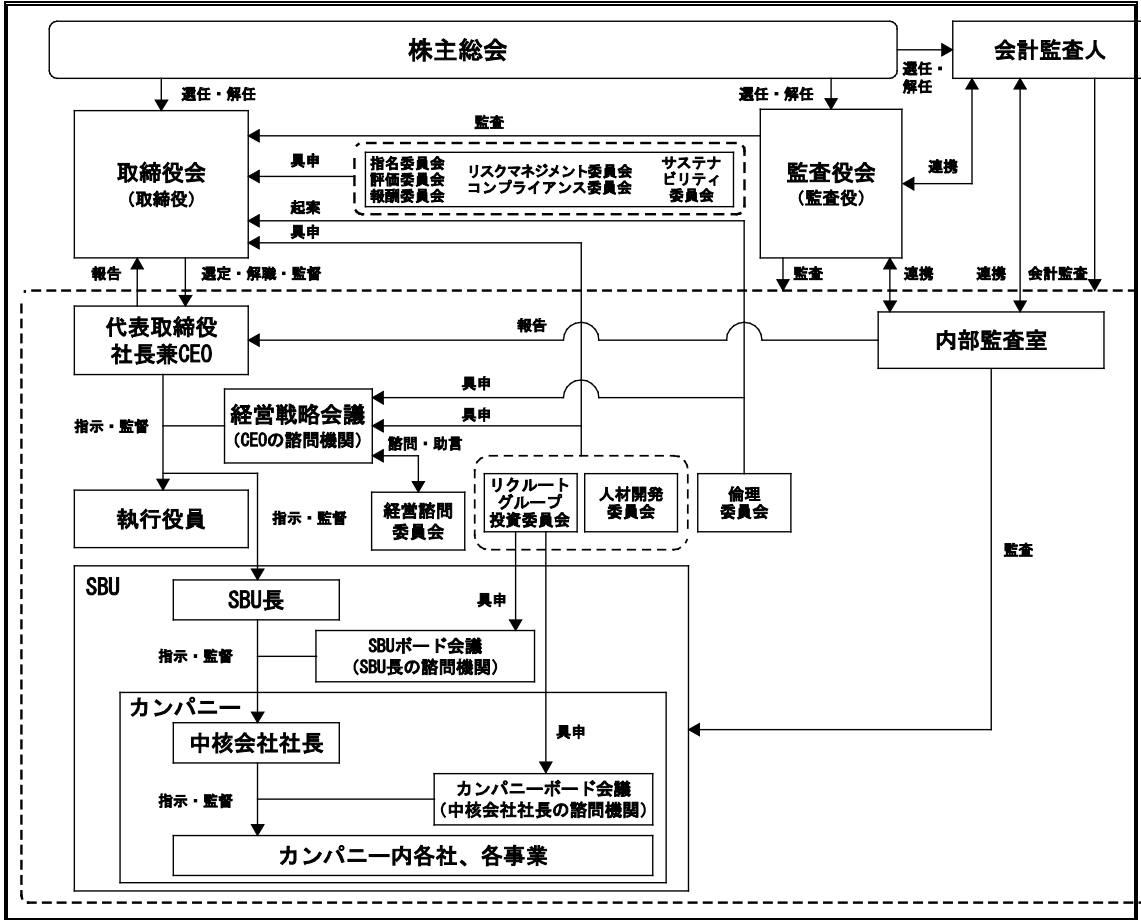 株主総会
会計監査人
選任・解任
選任・解任
選任・
解任
監査
取締役会
(取締役)
具申
指名委員会
評価委員会
報酬委員会
リスクマネジメント委員会
コンプライアンス委員会
サステナ
ビリティ
委員会
監査役会
(監査役)
連携
起案
具申
報告
選定・解職・監督
監査
連携
連携
会計監査
代表取締役
社長兼CEO
報告
内部監査室
具申
経営戦略会議
(CEOの諮問機関)
具申
指示・監督
諮問・助言
執行役員
指示・監督
経営諮問
委員会
リクルート
グループ
投資委員会
人材開発
委員会
倫理
委員会
監査
SBU
SBU長
具申
指示・監督
SBUボード会議
(SBU長の諮問機関)
カンパニー
中核会社社長
具申
指示・監督
カンパニーボード会議
(中核会社社長の諮問機関)
カンパニー内各社、各事業